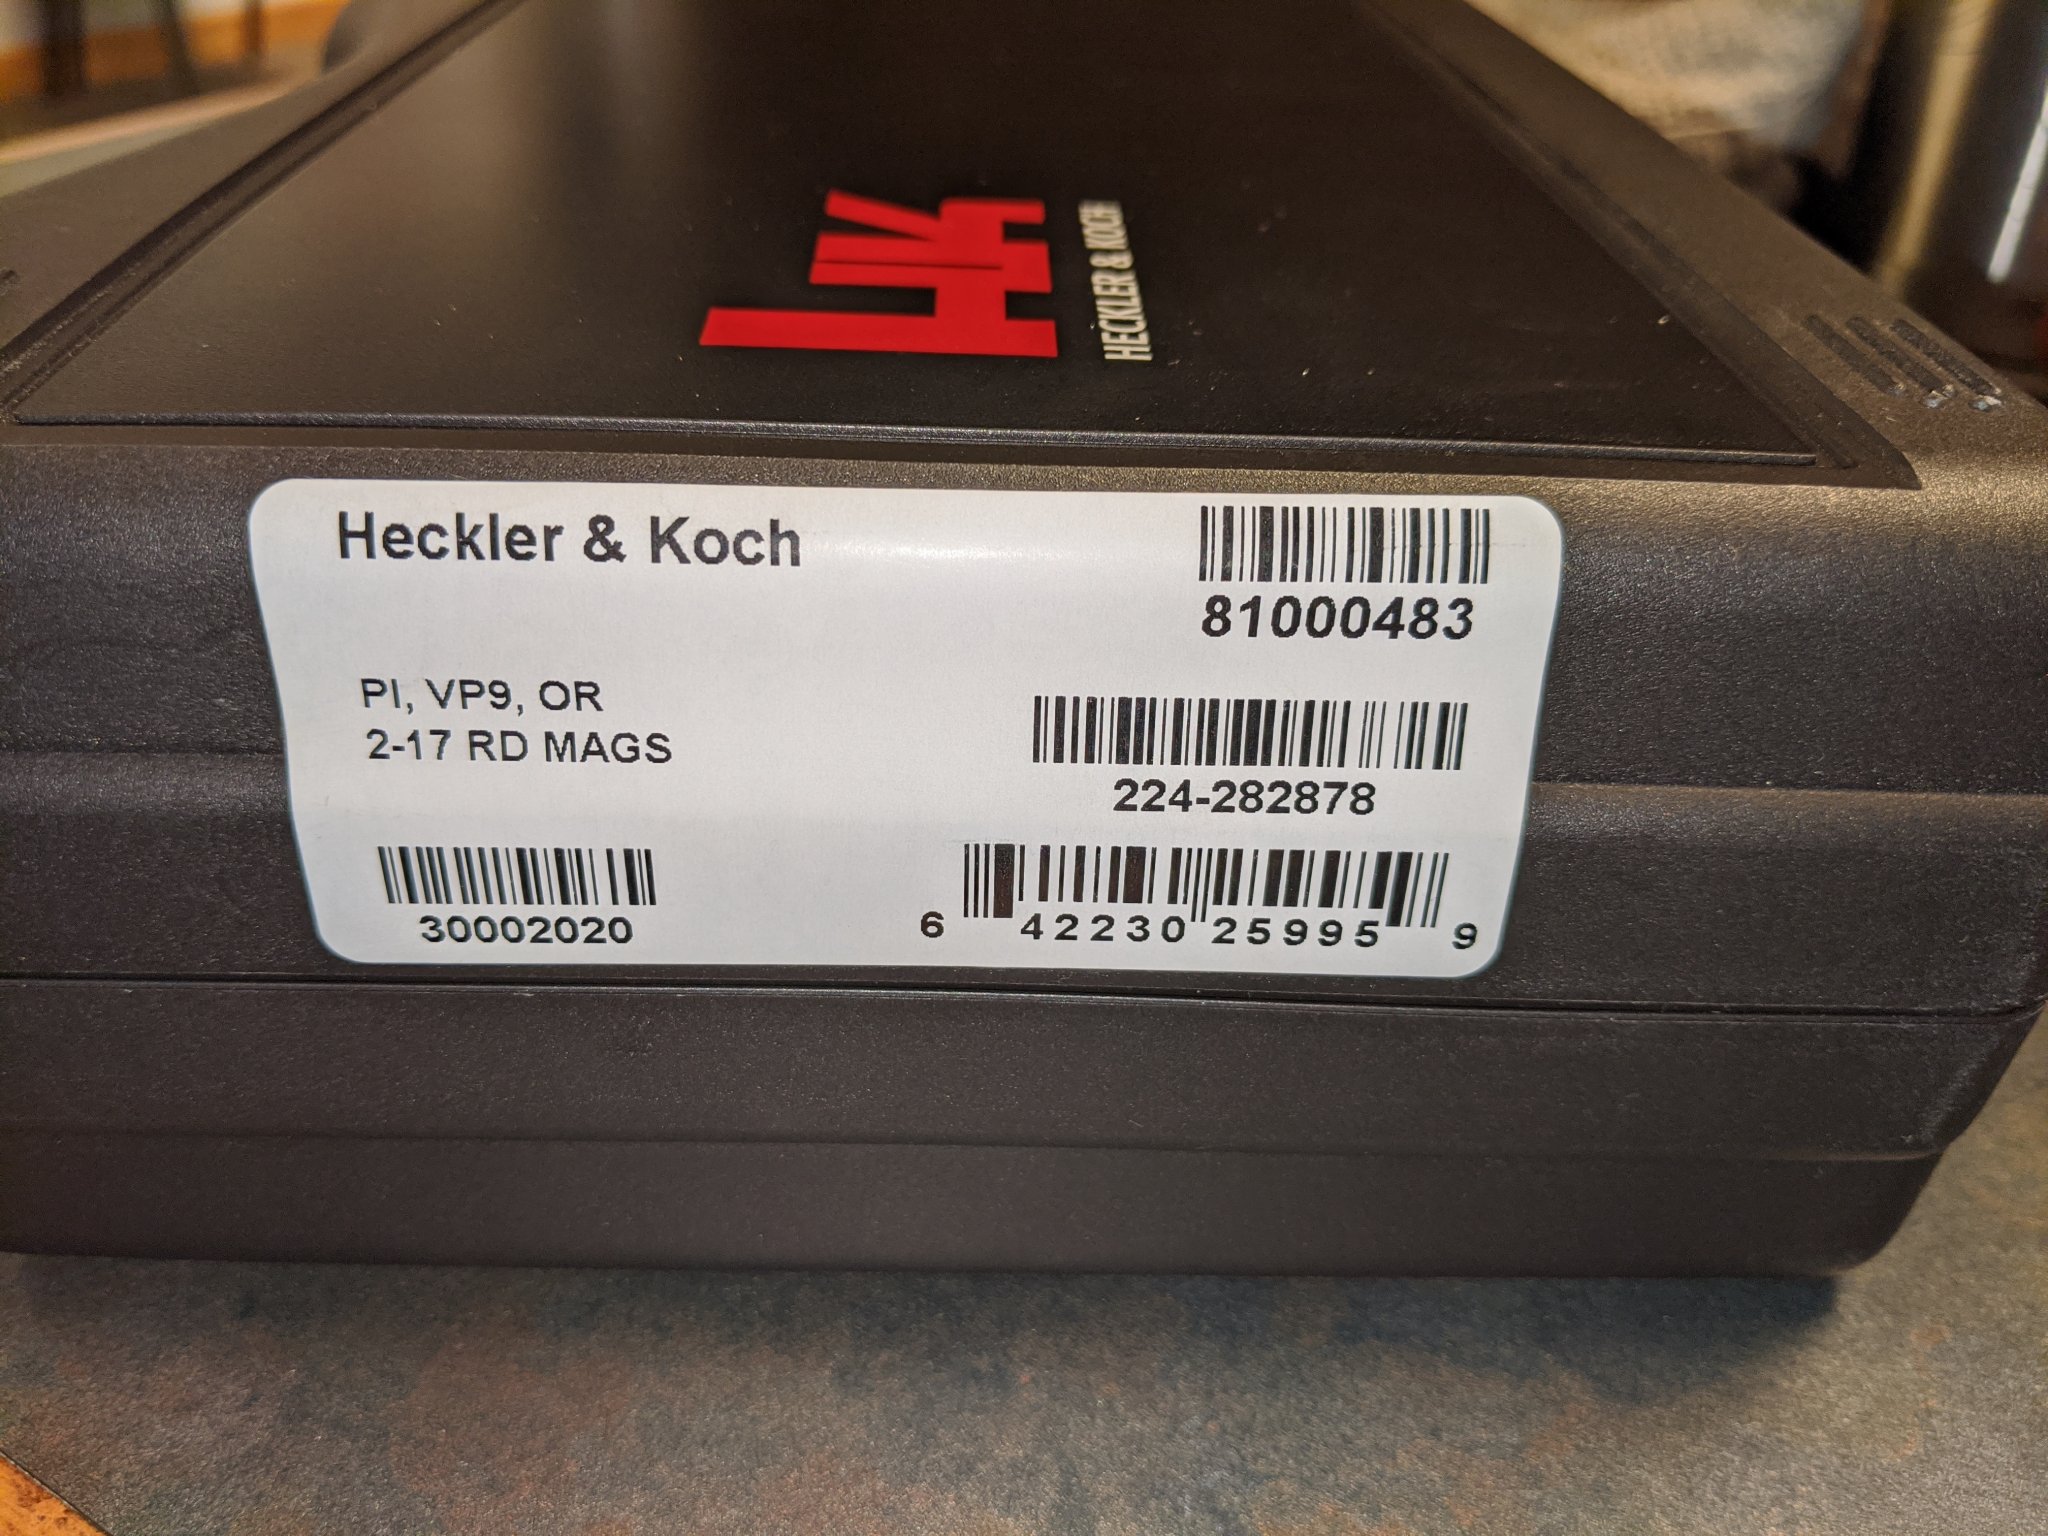 HK
HECKLER & KOCH
Heckler & Koch
81000483
PI, VP9, OR
2-17 RD MAGS
224-282878
30002020
6 42230 25995 9